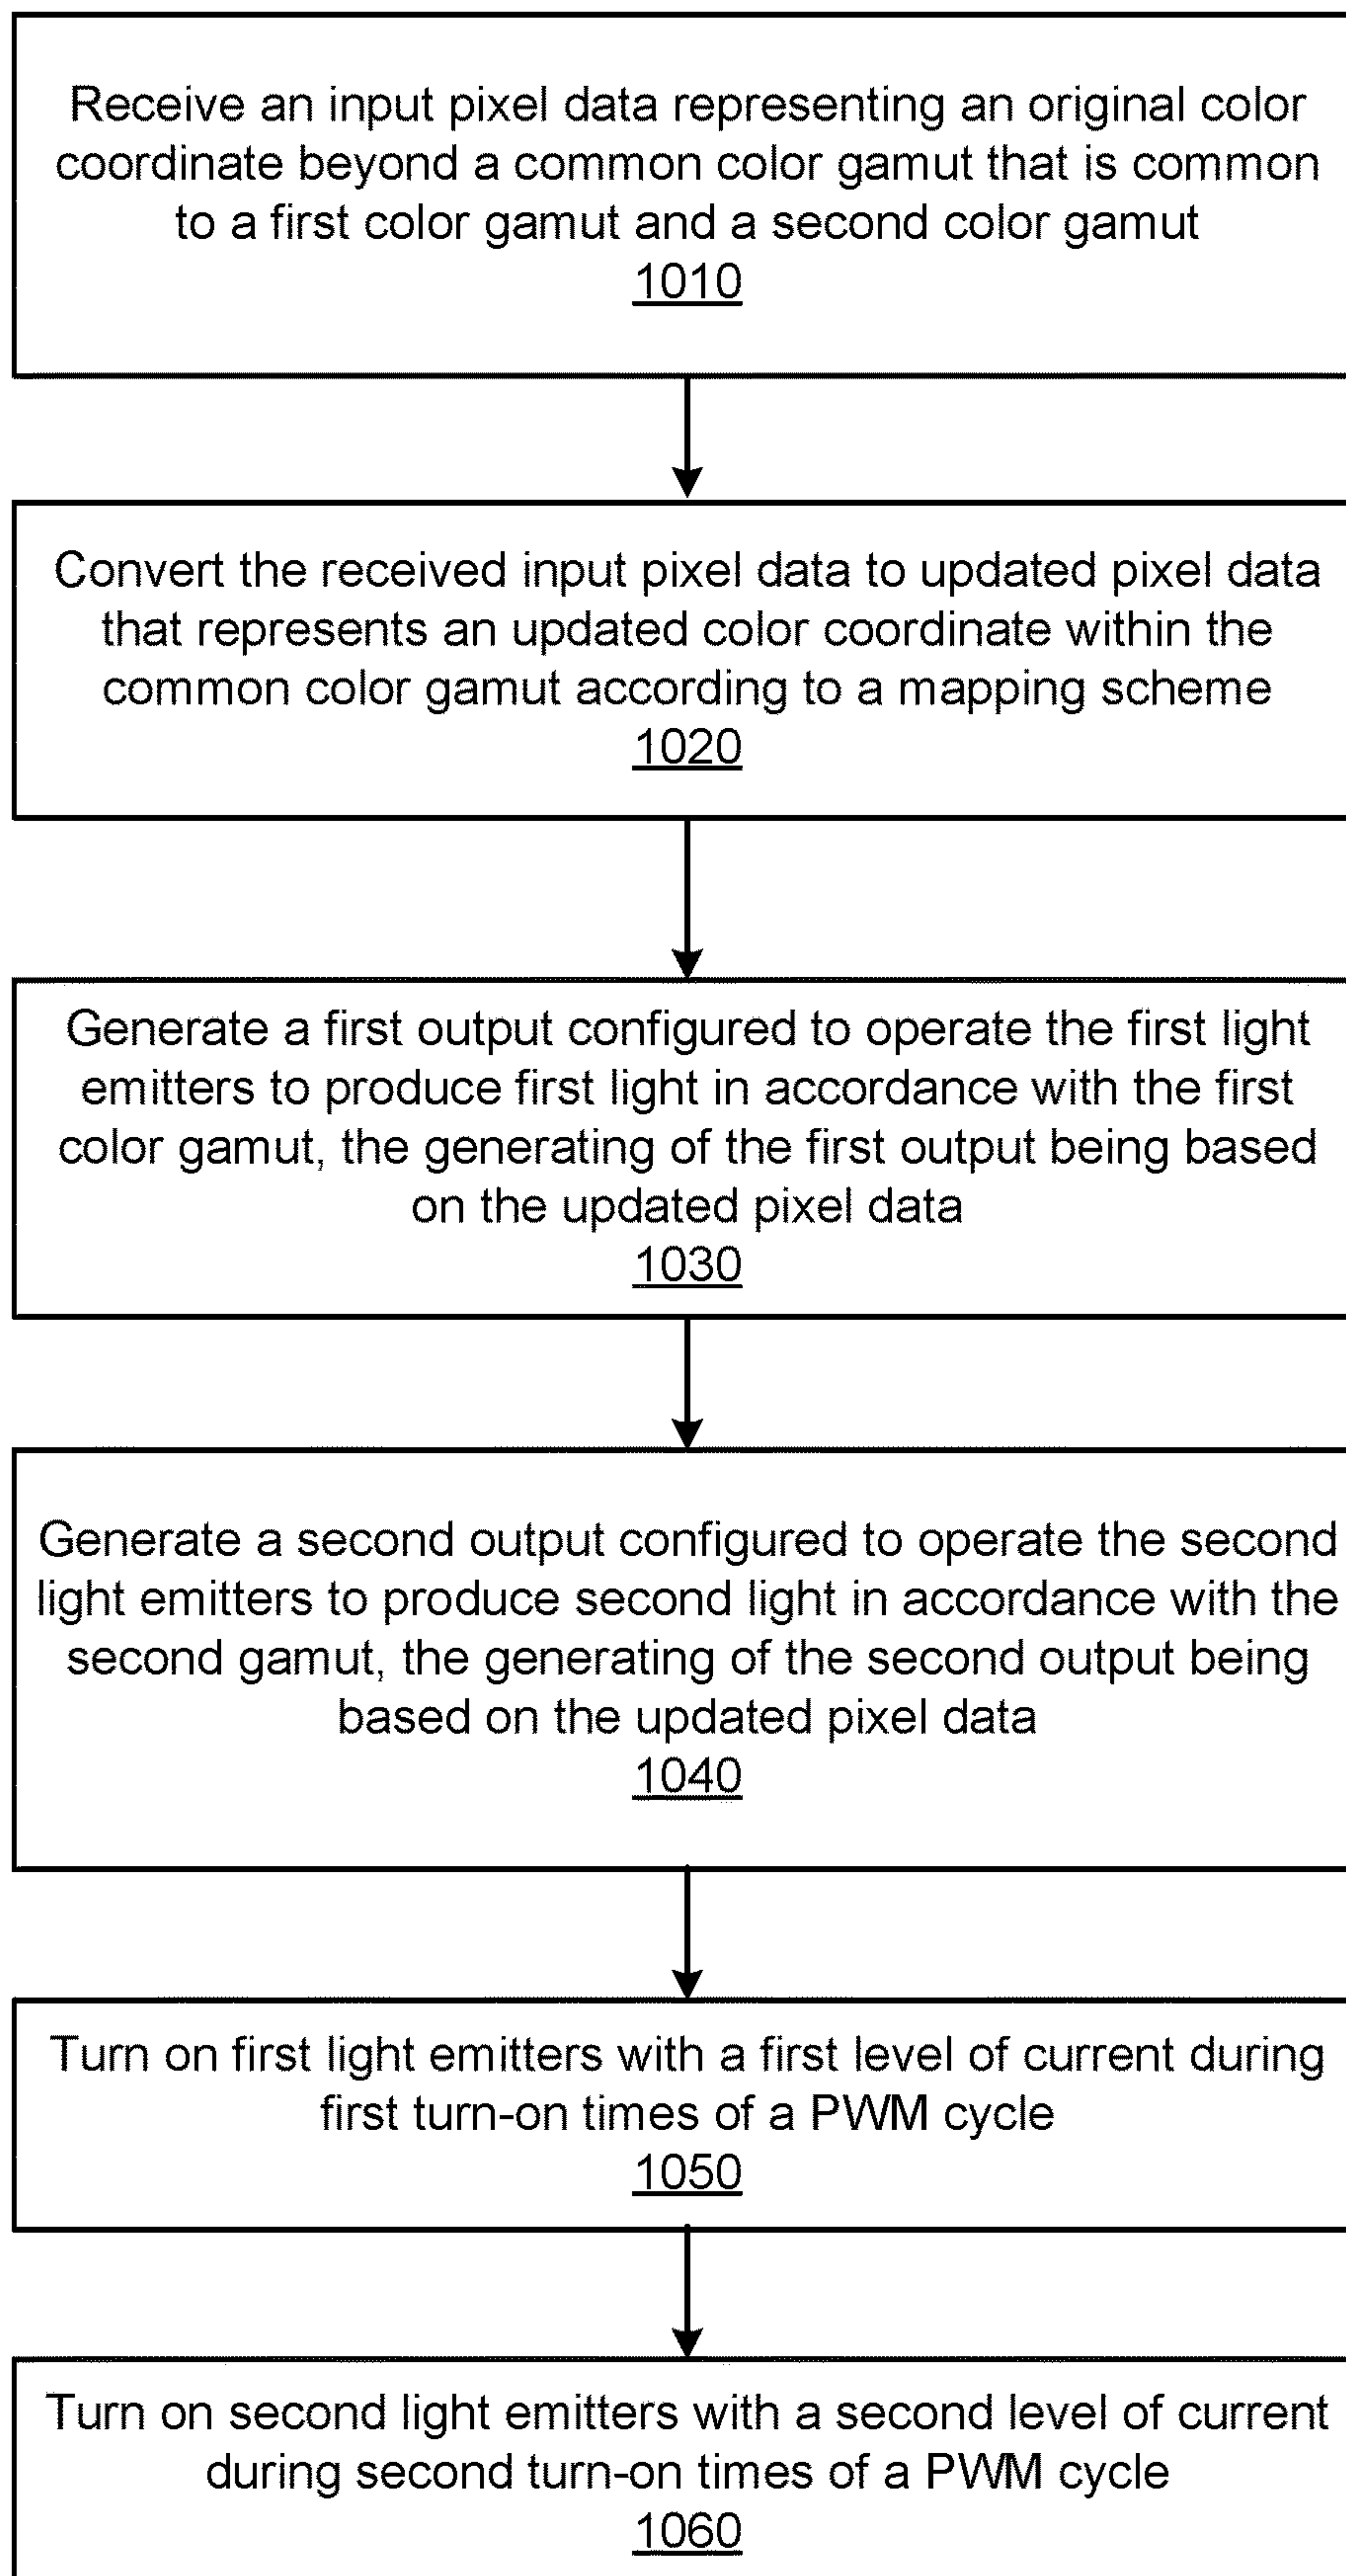 Receive an input pixel data representing an original color
coordinate beyond a common color gamut that is common
to a first color gamut and a second color gamut
1010
Convert the received input pixel data to updated pixel data
that represents an updated color coordinate within the
common color gamut according to a mapping scheme
1020
Generate a first output configured to operate the first light
emitters to produce first light in accordance with the first
color gamut, the generating of the first output being based
on the updated pixel data
1030
Generate a second output configured to operate the second
light emitters to produce second light in accordance with the
second gamut, the generating of the second output being
based on the updated pixel data
1040
Turn on first light emitters with a first level of current during
first turn-on times of a PWM cycle
1050
Turn on second light emitters with a second level of current
during second turn-on times of a PWM cycle
1060